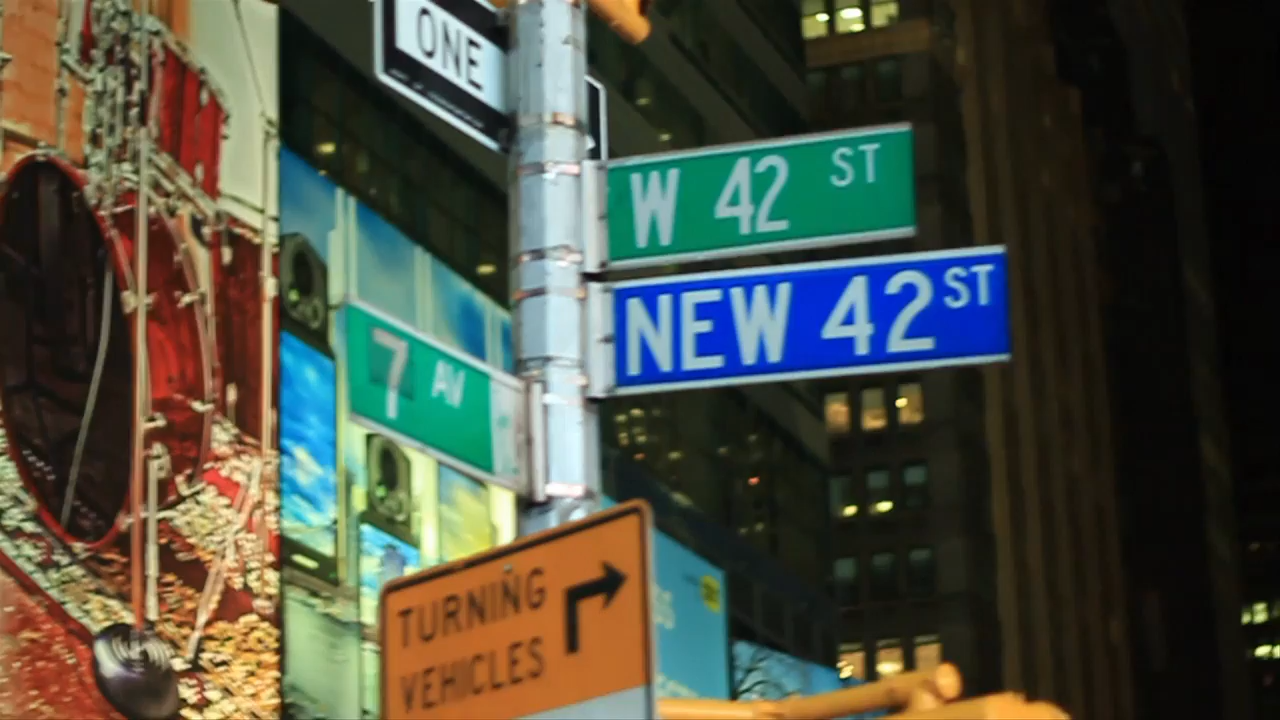 ONE
W 42 ST
NEW 42 ST
7 AV
TURNING
VEHICLES